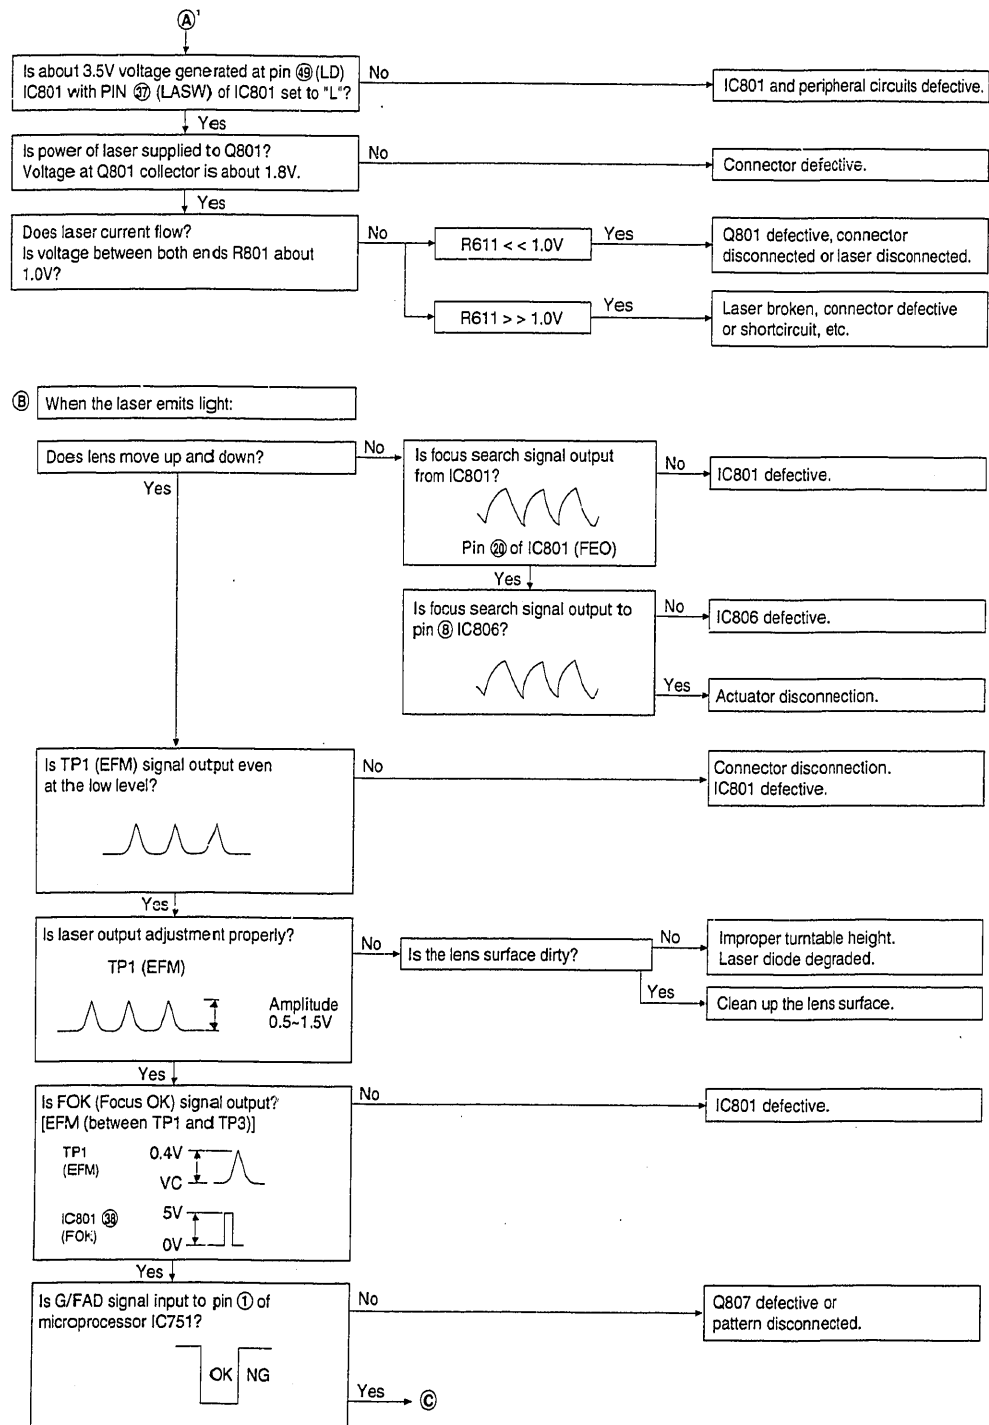 Ⓐ'
Is about 3.5V voltage generated at pin ㊾ (LD)
IC801 with PIN ㊲ (LASW) of IC801 set to "L"?
No
IC801 and peripheral circuits defective.
Yes
Is power of laser supplied to Q801?
Voltage at Q801 collector is about 1.8V.
No
Connector defective.
Yes
Does laser current flow?
Is voltage between both ends R801 about
1.0V?
No
R611 < < 1.0V
Yes
Q801 defective, connector
disconnected or laser disconnected.
R611 > > 1.0V
Yes
Laser broken, connector defective
or shortcircuit, etc.
Ⓑ
When the laser emits light:
Does lens move up and down?
No
Is focus search signal output
from IC801?
Pin ⑳ of IC801 (FEO)
No
IC801 defective.
Yes
Yes
Is focus search signal output to
pin ⑧ IC806?
No
IC806 defective.
Yes
Actuator disconnection.
Is TP1 (EFM) signal output even
at the low level?
No
Connector disconnection.
IC801 defective.
Yes
Is laser output adjustment properly?
TP1 (EFM)
Amplitude
0.5~1.5V
No
Is the lens surface dirty?
No
Improper turntable height.
Laser diode degraded.
Yes
Clean up the lens surface.
Yes
Is FOK (Focus OK) signal output?
[EFM (between TP1 and TP3)]
TP1
(EFM)
0.4V
VC
IC801 ㊳
(FOK)
5V
0V
No
IC801 defective.
Yes
Is G/FAD signal input to pin ① of
microprocessor IC751?
OK
NG
No
Q807 defective or
pattern disconnected.
Yes
Ⓒ